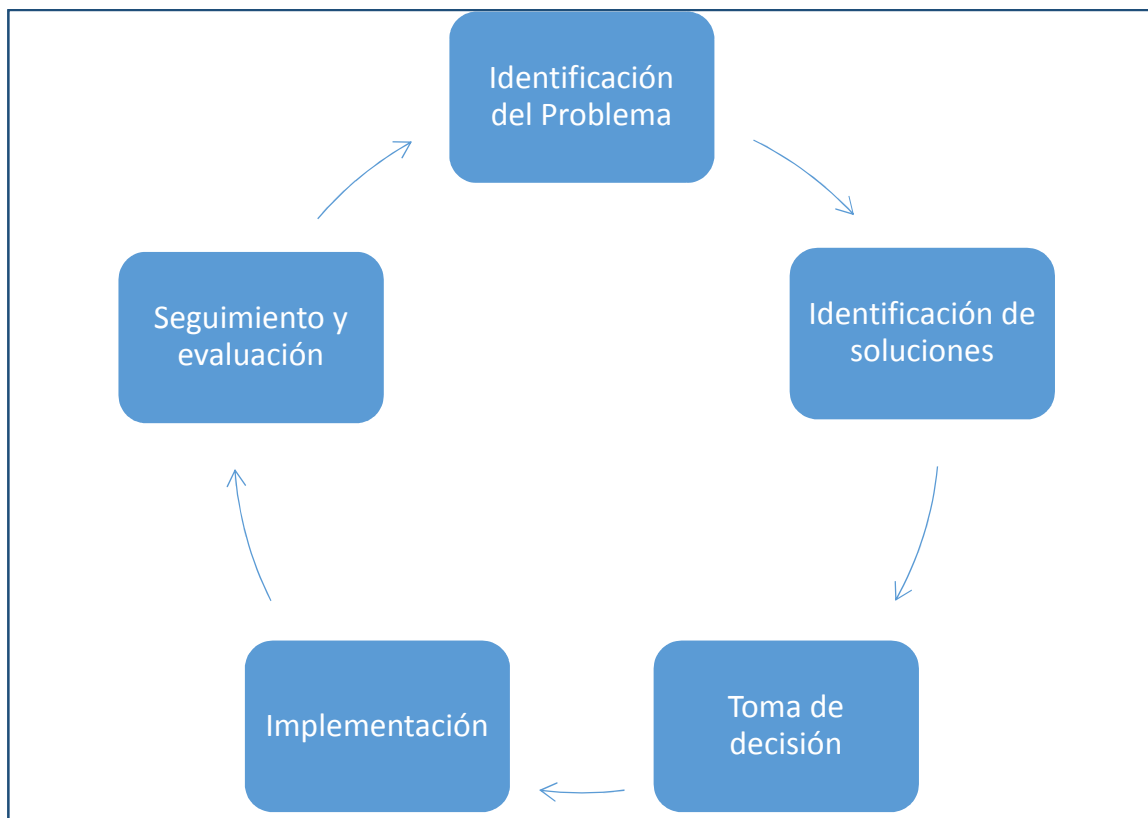 Identificación
del Problema
Identificación de
soluciones
Toma de
decisión
Implementación
Seguimiento y
evaluación